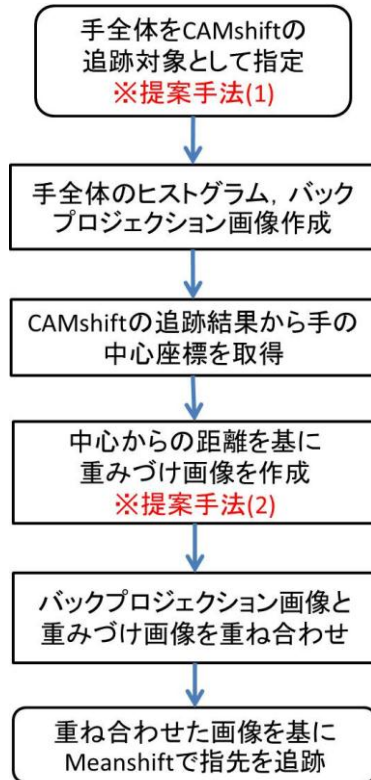 手全体をCAMshiftの
追跡対象として指定
※提案手法(1)
手全体のヒストグラム，バック
プロジェクション画像作成
CAMshiftの追跡結果から手の
中心座標を取得
中心からの距離を基に
重みづけ画像を作成
※提案手法(2)
バックプロジェクション画像と
重みづけ画像を重ね合わせ
重ね合わせた画像を基に
Meanshiftで指先を追跡